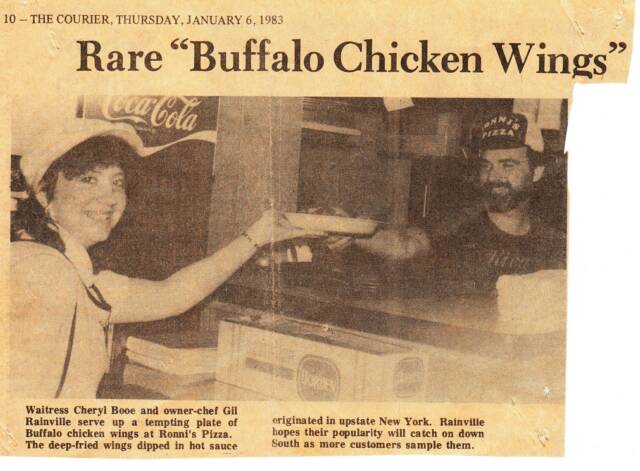 10 – THE COURIER, THURSDAY, JANUARY 6, 1983
Rare “Buffalo Chicken Wings”
Coca-Cola
RONNI'S
PIZZA
BORDEN
Waitress Cheryl Booe and owner-chef Gil
Rainville serve up a tempting plate of
Buffalo chicken wings at Ronni's Pizza.
The deep-fried wings dipped in hot sauce
originated in upstate New York. Rainville
hopes their popularity will catch on down
South as more customers sample them.